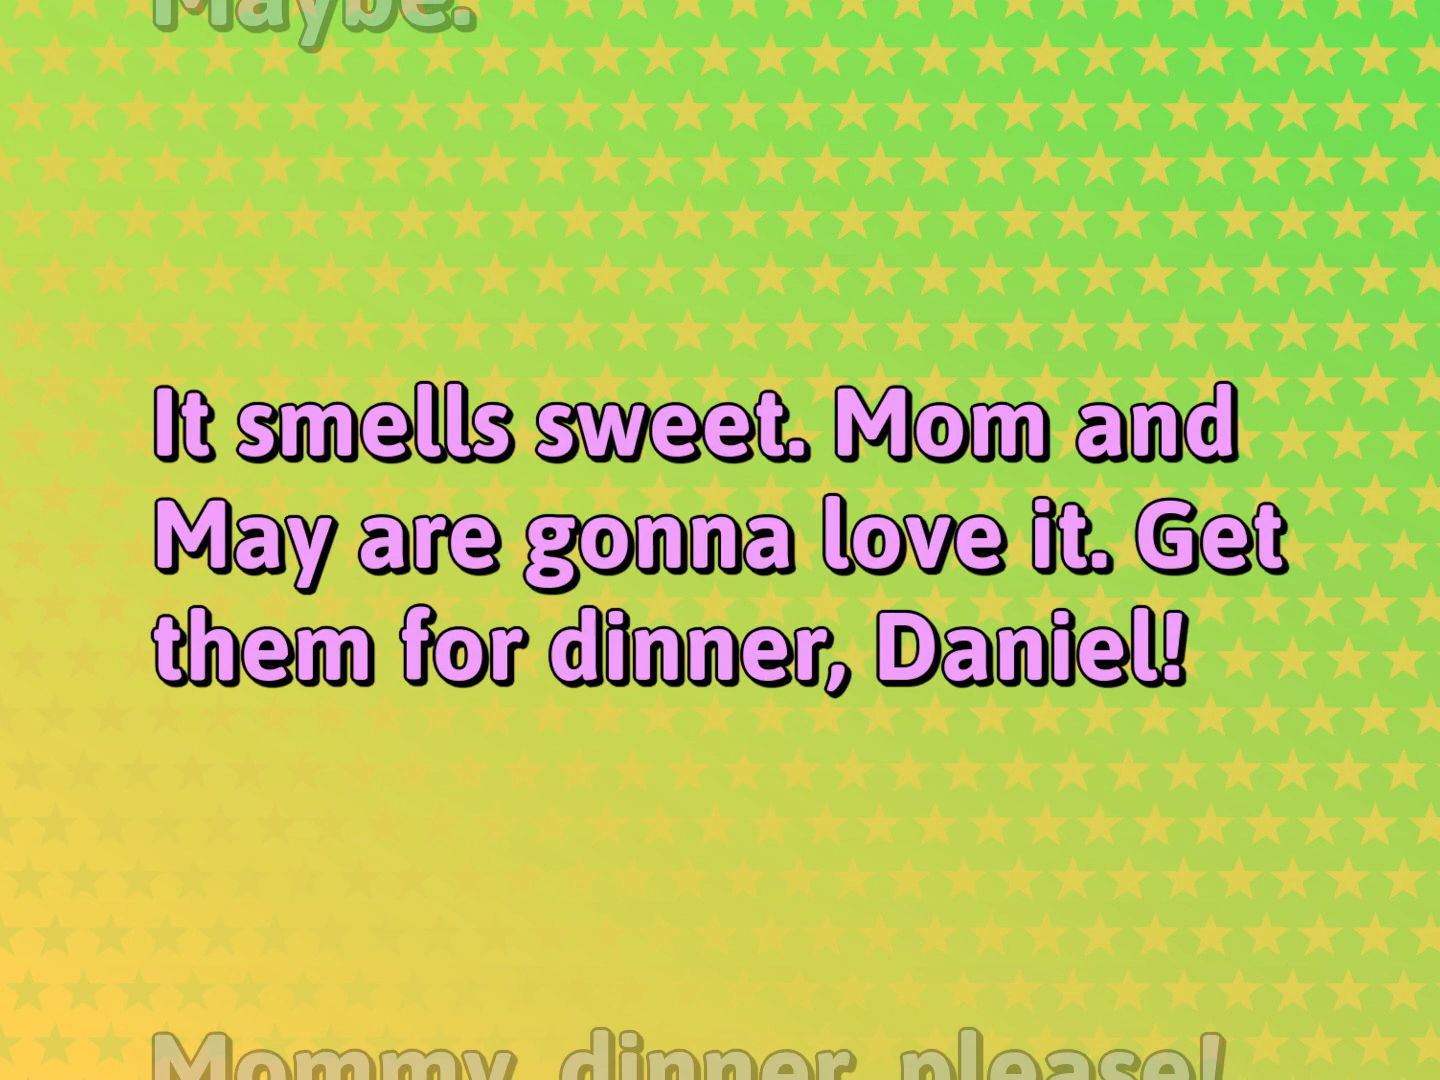 Maybe.
It smells sweet. Mom and
May are gonna love it. Get
them for dinner, Daniel!
Mommy, dinner, please!